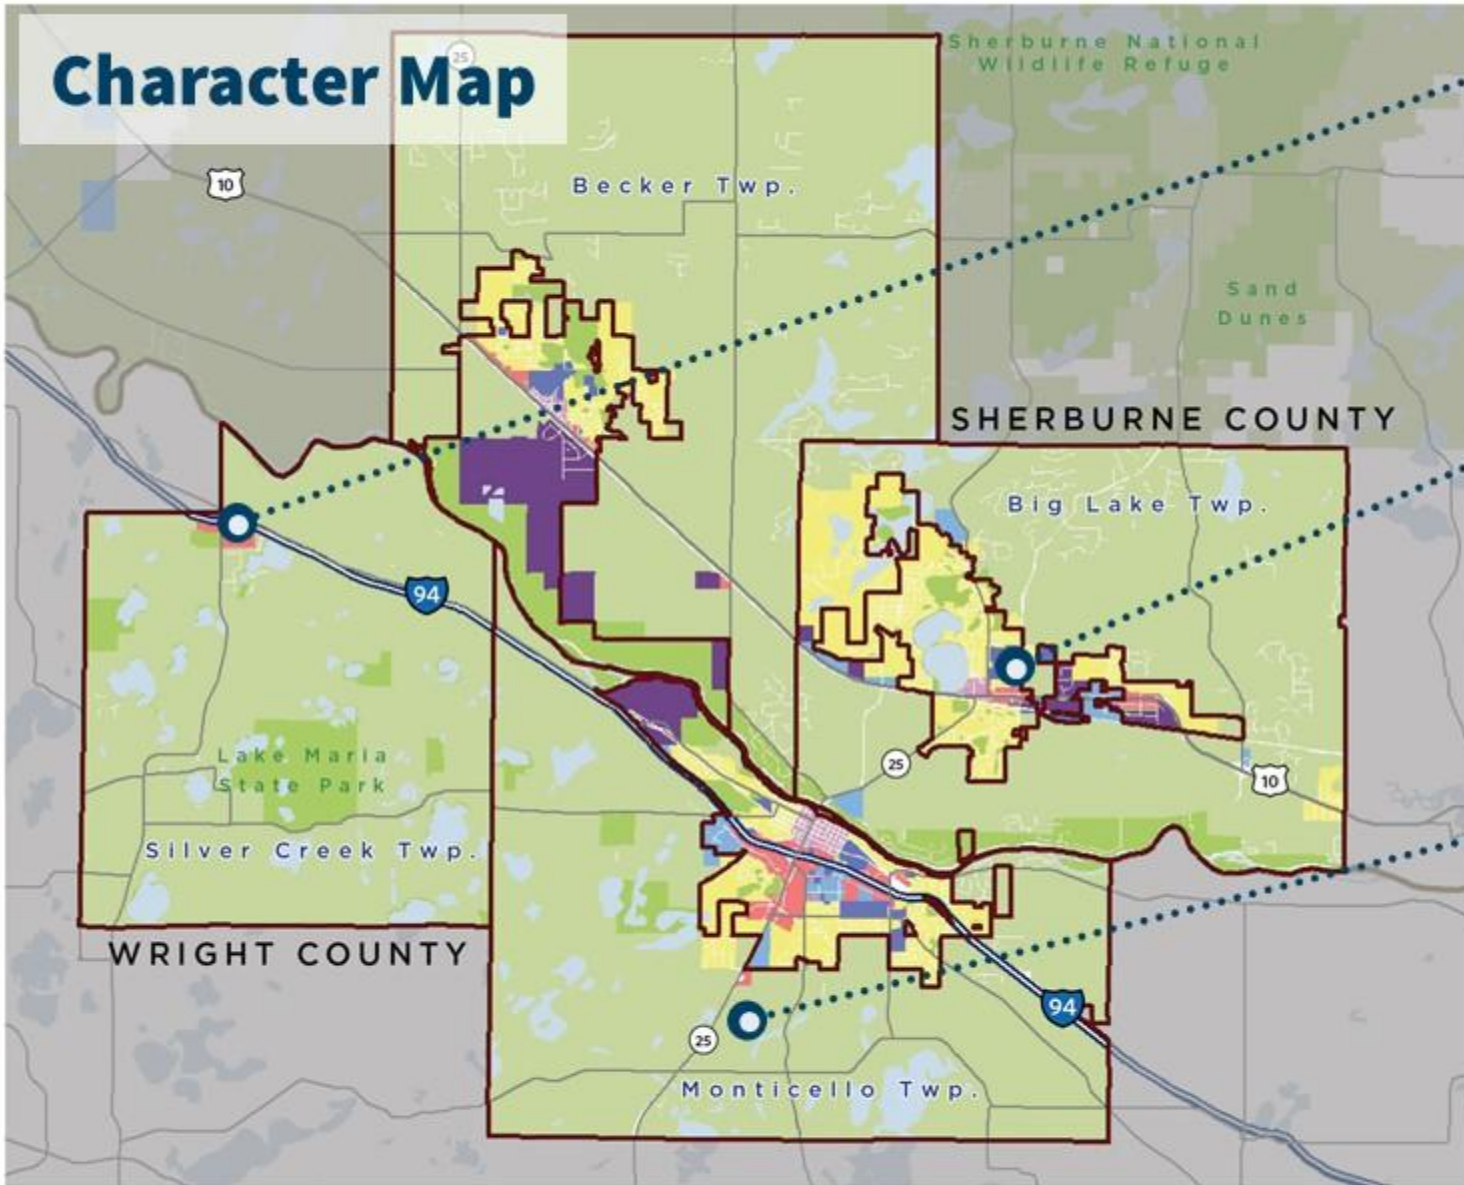 Character Map
25
Sherburne National
Wildlife Refuge
10
Becker Twp.
Sand
Dunes
SHERBURNE COUNTY
Big Lake Twp.
94
Lake Maria
State Park
25
10
Silver Creek Twp.
WRIGHT COUNTY
94
25
Monticello Twp.